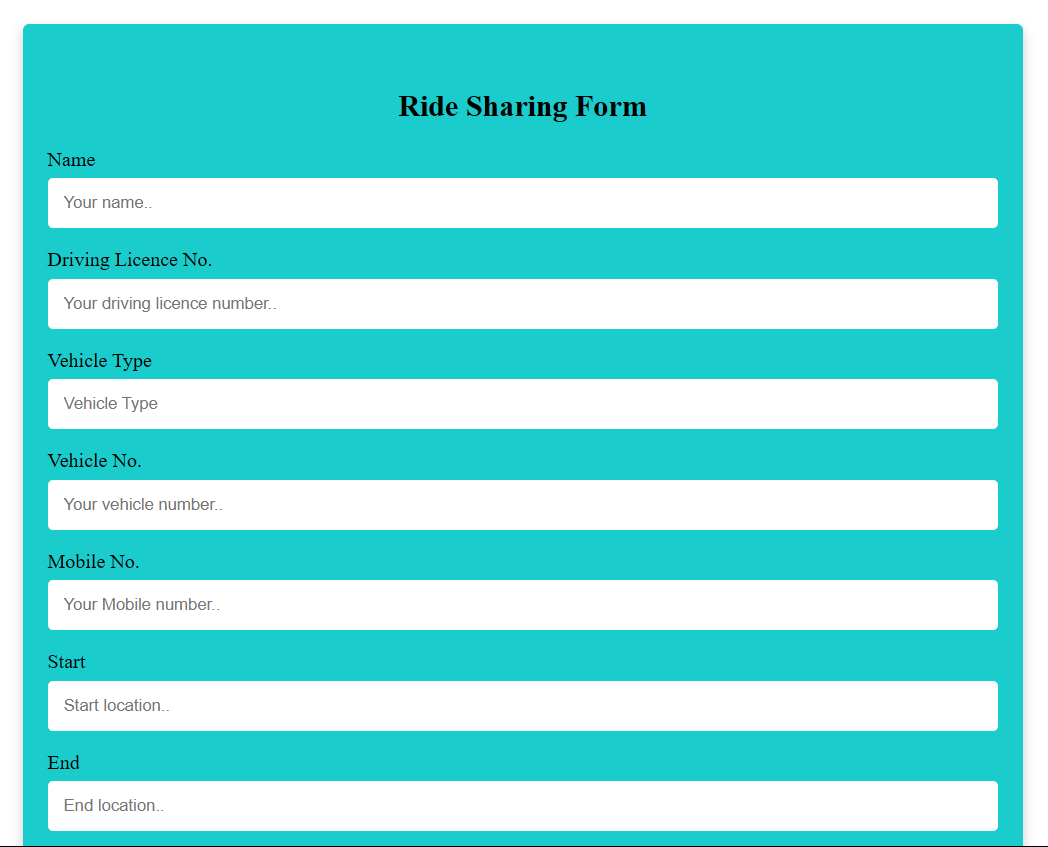 Ride Sharing Form
Name
Your name..
Driving Licence No.
Your driving licence number..
Vehicle Type
Vehicle Type
Vehicle No.
Your vehicle number..
Mobile No.
Your Mobile number..
Start
Start location..
End
End location..